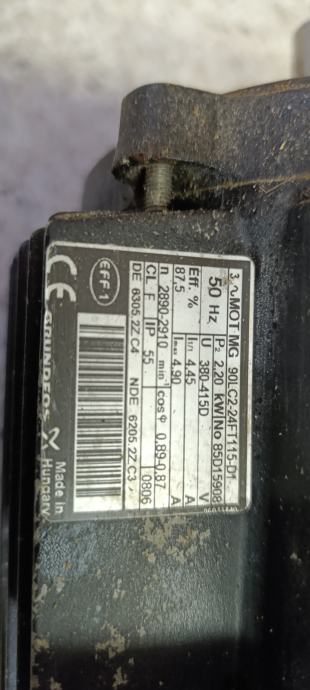 3 ~ MOT MG 90LC2-24FT115-D1
50 Hz P₂ 2,20 kW No 85D15908
U 380-415D V
Eff. % I₁/₁ 4,45 A
87,5 Iₘₐₓ 4,90 A
n 2890-2910 min⁻¹ cos φ 0,89-0,87
CL F IP 55 0806
DE 6305.2Z.C4 NDE 6205.2Z.C3
EFF1
CE GRUNDFOS
Made in
Hungary